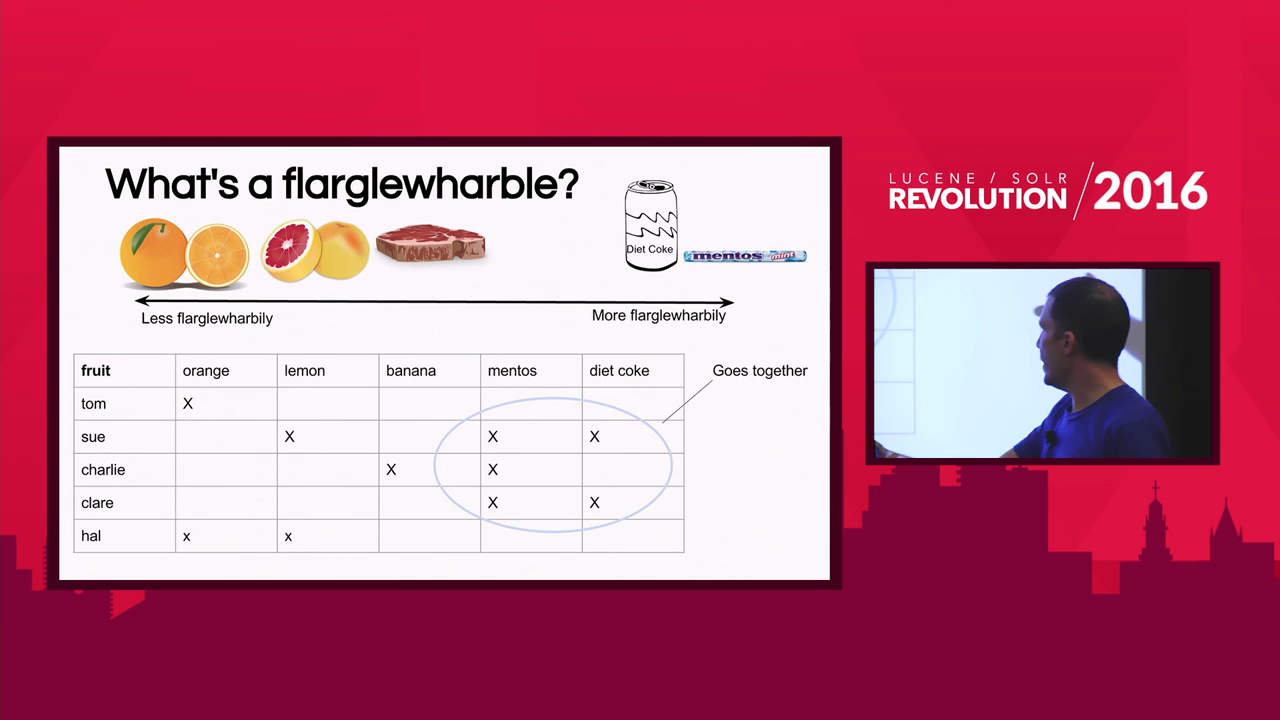 What's a flarglewharble?
Diet Coke
mentos mint
Less flarglewharbily
More flarglewharbily
fruit orange lemon banana mentos diet coke
Goes together
tom X
sue X X X
charlie X X
clare X X
hal x x
LUCENE / SOLR
REVOLUTION / 2016